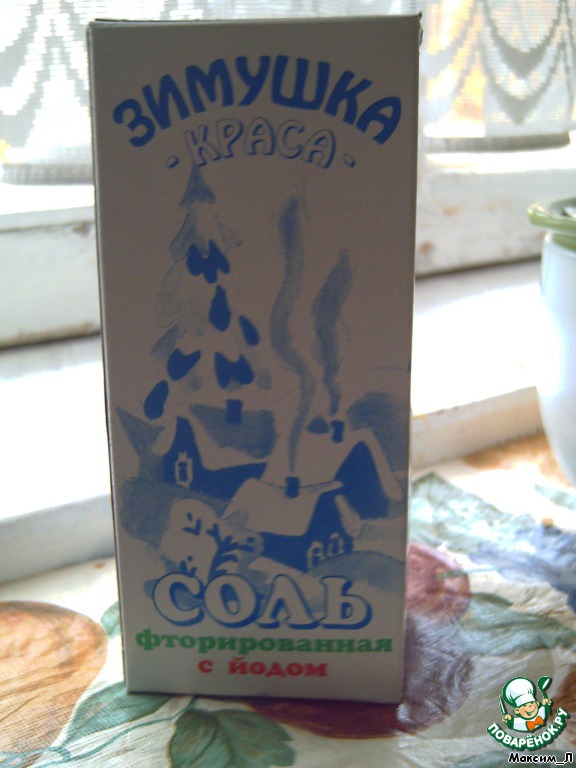 ЗИМУШКА
- КРАСА -
СОЛЬ
фторированная
с йодом
ПОВАРЁНОК.РУ
Максим_Л